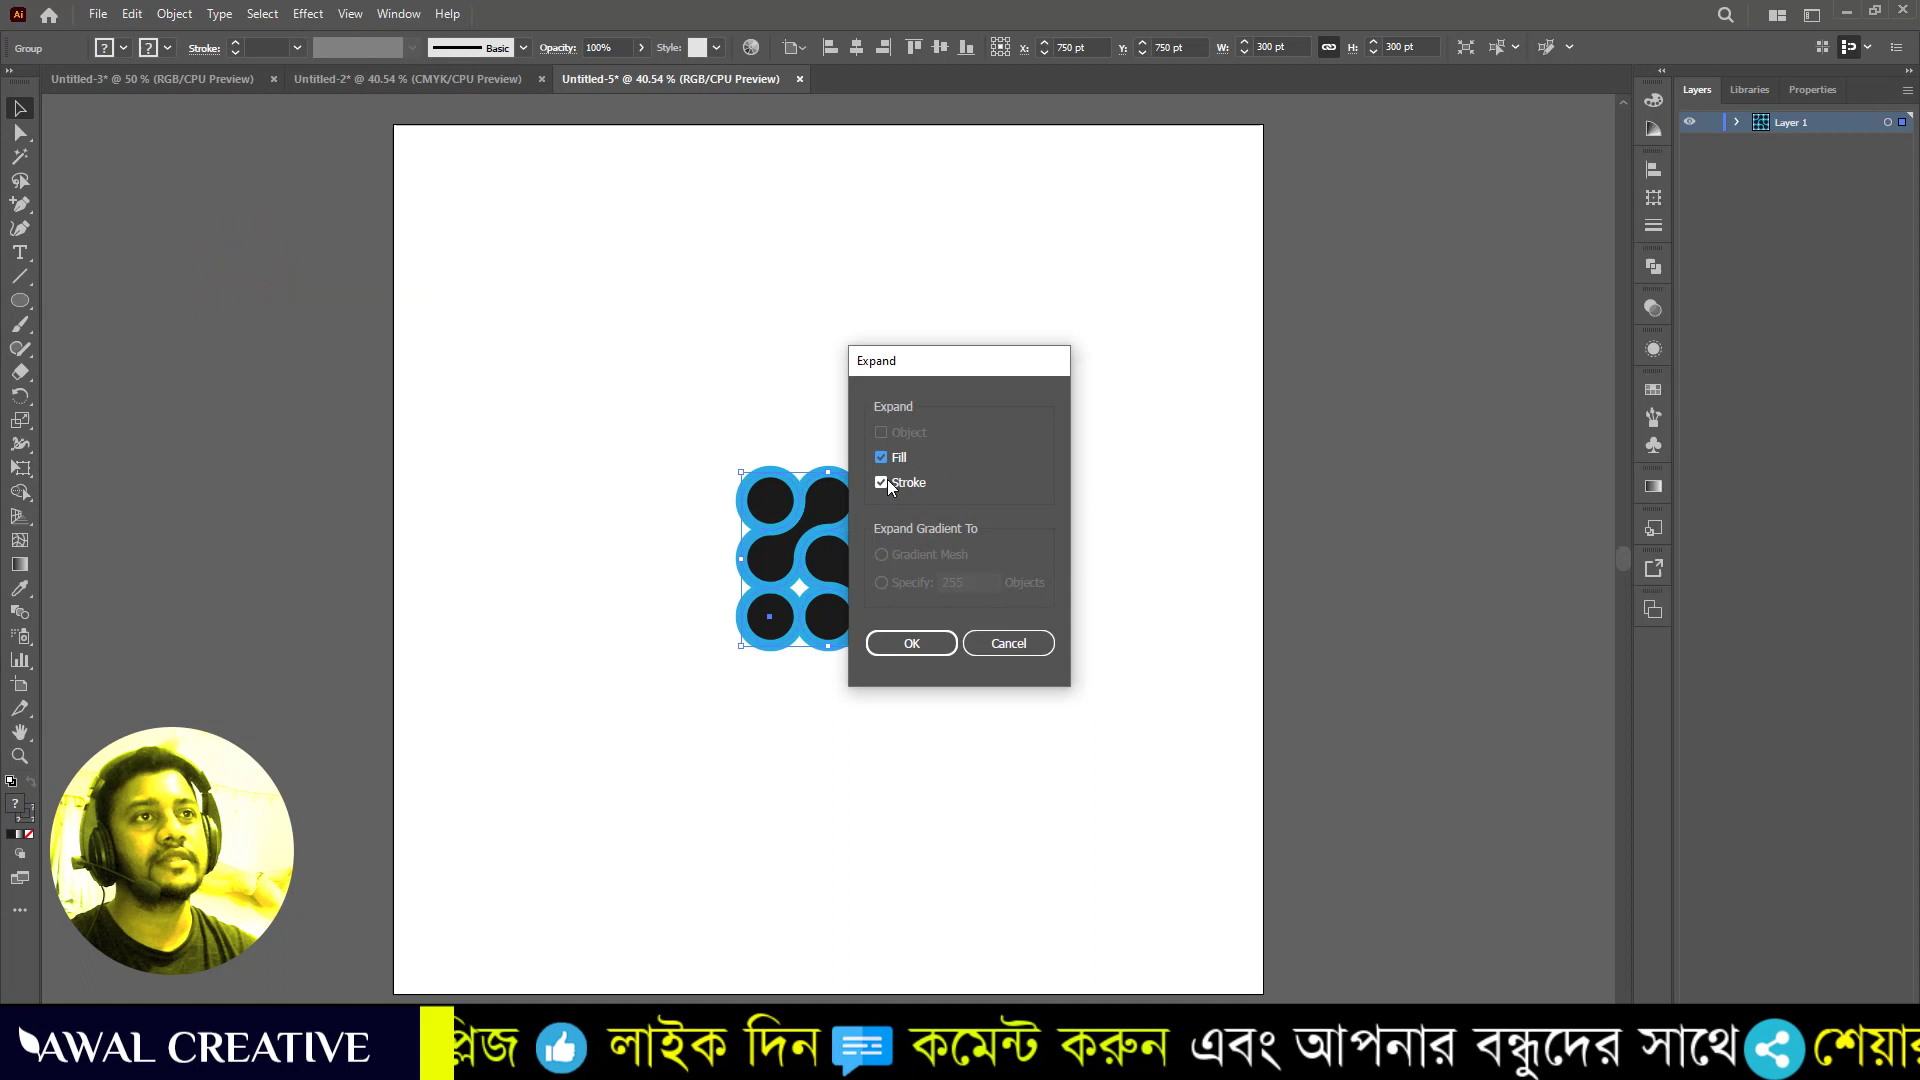 Ai File Edit Object Type Select Effect View Window Help
Group ? ? Stroke: Basic Opacity: 100% Style: X: 750 pt Y: 750 pt W: 300 pt H: 300 pt
Untitled-3* @ 50 % (RGB/CPU Preview) × Untitled-2* @ 40.54 % (CMYK/CPU Preview) × Untitled-5* @ 40.54 % (RGB/CPU Preview) ×
Layers Libraries Properties
Layer 1
Expand
Expand
Object
Fill
Stroke
Expand Gradient To
Gradient Mesh
Specify: 255 Objects
OK Cancel
AWAL CREATIVE প্লিজ লাইক দিন কমেন্ট করুন এবং আপনার বন্ধুদের সাথে শেয়ার